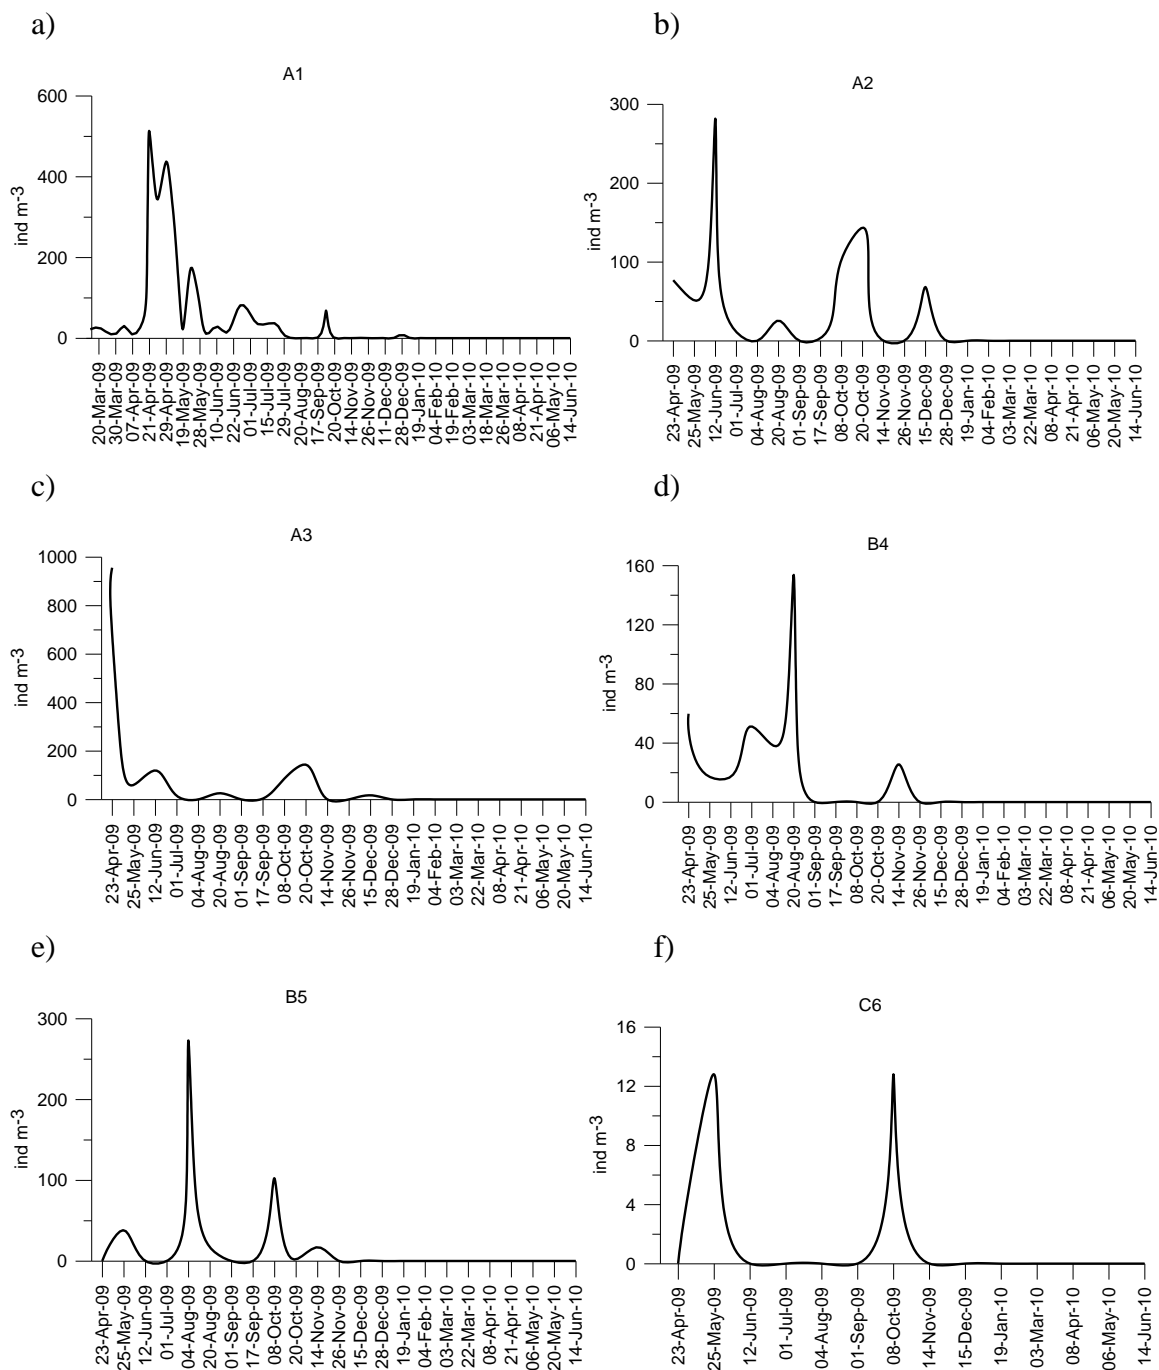 a)
A1
600
400
200
0
ind m-3
20-Mar-09
30-Mar-09
07-Apr-09
21-Apr-09
29-Apr-09
19-May-09
28-May-09
10-Jun-09
22-Jun-09
01-Jul-09
15-Jul-09
29-Jul-09
20-Aug-09
17-Sep-09
20-Oct-09
14-Nov-09
26-Nov-09
11-Dec-09
28-Dec-09
19-Jan-10
04-Feb-10
19-Feb-10
03-Mar-10
18-Mar-10
26-Mar-10
08-Apr-10
21-Apr-10
06-May-10
14-Jun-10
b)
A2
300
200
100
0
ind m-3
23-Apr-09
25-May-09
12-Jun-09
01-Jul-09
04-Aug-09
20-Aug-09
01-Sep-09
17-Sep-09
08-Oct-09
20-Oct-09
14-Nov-09
26-Nov-09
15-Dec-09
28-Dec-09
19-Jan-10
04-Feb-10
03-Mar-10
22-Mar-10
08-Apr-10
21-Apr-10
06-May-10
20-May-10
14-Jun-10
c)
A3
1000
800
600
400
200
0
ind m-3
23-Apr-09
25-May-09
12-Jun-09
01-Jul-09
04-Aug-09
20-Aug-09
01-Sep-09
17-Sep-09
08-Oct-09
20-Oct-09
14-Nov-09
26-Nov-09
15-Dec-09
28-Dec-09
19-Jan-10
04-Feb-10
03-Mar-10
22-Mar-10
08-Apr-10
21-Apr-10
06-May-10
20-May-10
14-Jun-10
d)
B4
160
120
80
40
0
ind m-3
23-Apr-09
25-May-09
12-Jun-09
01-Jul-09
04-Aug-09
20-Aug-09
01-Sep-09
17-Sep-09
08-Oct-09
20-Oct-09
14-Nov-09
26-Nov-09
15-Dec-09
28-Dec-09
19-Jan-10
04-Feb-10
03-Mar-10
22-Mar-10
08-Apr-10
21-Apr-10
06-May-10
20-May-10
14-Jun-10
e)
B5
300
200
100
0
ind m-3
23-Apr-09
25-May-09
12-Jun-09
01-Jul-09
04-Aug-09
20-Aug-09
01-Sep-09
17-Sep-09
08-Oct-09
20-Oct-09
14-Nov-09
26-Nov-09
15-Dec-09
28-Dec-09
19-Jan-10
04-Feb-10
03-Mar-10
22-Mar-10
08-Apr-10
21-Apr-10
06-May-10
20-May-10
14-Jun-10
f)
C6
16
12
8
4
0
ind m-3
23-Apr-09
25-May-09
12-Jun-09
01-Jul-09
04-Aug-09
01-Sep-09
08-Oct-09
14-Nov-09
15-Dec-09
19-Jan-10
03-Mar-10
08-Apr-10
06-May-10
14-Jun-10